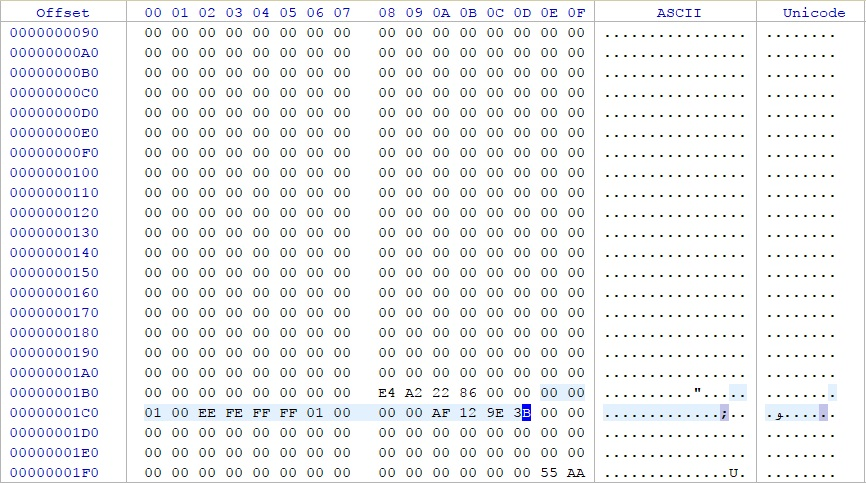 Offset 00 01 02 03 04 05 06 07 08 09 0A 0B 0C 0D 0E 0F ASCII Unicode
0000000090 00 00 00 00 00 00 00 00 00 00 00 00 00 00 00 00 ................ ........
00000000A0 00 00 00 00 00 00 00 00 00 00 00 00 00 00 00 00 ................ ........
00000000B0 00 00 00 00 00 00 00 00 00 00 00 00 00 00 00 00 ................ ........
00000000C0 00 00 00 00 00 00 00 00 00 00 00 00 00 00 00 00 ................ ........
00000000D0 00 00 00 00 00 00 00 00 00 00 00 00 00 00 00 00 ................ ........
00000000E0 00 00 00 00 00 00 00 00 00 00 00 00 00 00 00 00 ................ ........
00000000F0 00 00 00 00 00 00 00 00 00 00 00 00 00 00 00 00 ................ ........
0000000100 00 00 00 00 00 00 00 00 00 00 00 00 00 00 00 00 ................ ........
0000000110 00 00 00 00 00 00 00 00 00 00 00 00 00 00 00 00 ................ ........
0000000120 00 00 00 00 00 00 00 00 00 00 00 00 00 00 00 00 ................ ........
0000000130 00 00 00 00 00 00 00 00 00 00 00 00 00 00 00 00 ................ ........
0000000140 00 00 00 00 00 00 00 00 00 00 00 00 00 00 00 00 ................ ........
0000000150 00 00 00 00 00 00 00 00 00 00 00 00 00 00 00 00 ................ ........
0000000160 00 00 00 00 00 00 00 00 00 00 00 00 00 00 00 00 ................ ........
0000000170 00 00 00 00 00 00 00 00 00 00 00 00 00 00 00 00 ................ ........
0000000180 00 00 00 00 00 00 00 00 00 00 00 00 00 00 00 00 ................ ........
0000000190 00 00 00 00 00 00 00 00 00 00 00 00 00 00 00 00 ................ ........
00000001A0 00 00 00 00 00 00 00 00 00 00 00 00 00 00 00 00 ................ ........
00000001B0 00 00 00 00 00 00 00 00 E4 A2 22 86 00 00 00 00 .........."..... ........
00000001C0 01 00 EE FE FF FF 01 00 00 00 AF 12 9E 3B 00 00 .............;.. .ﻮ......
00000001D0 00 00 00 00 00 00 00 00 00 00 00 00 00 00 00 00 ................ ........
00000001E0 00 00 00 00 00 00 00 00 00 00 00 00 00 00 00 00 ................ ........
00000001F0 00 00 00 00 00 00 00 00 00 00 00 00 00 00 55 AA ..............U. ........